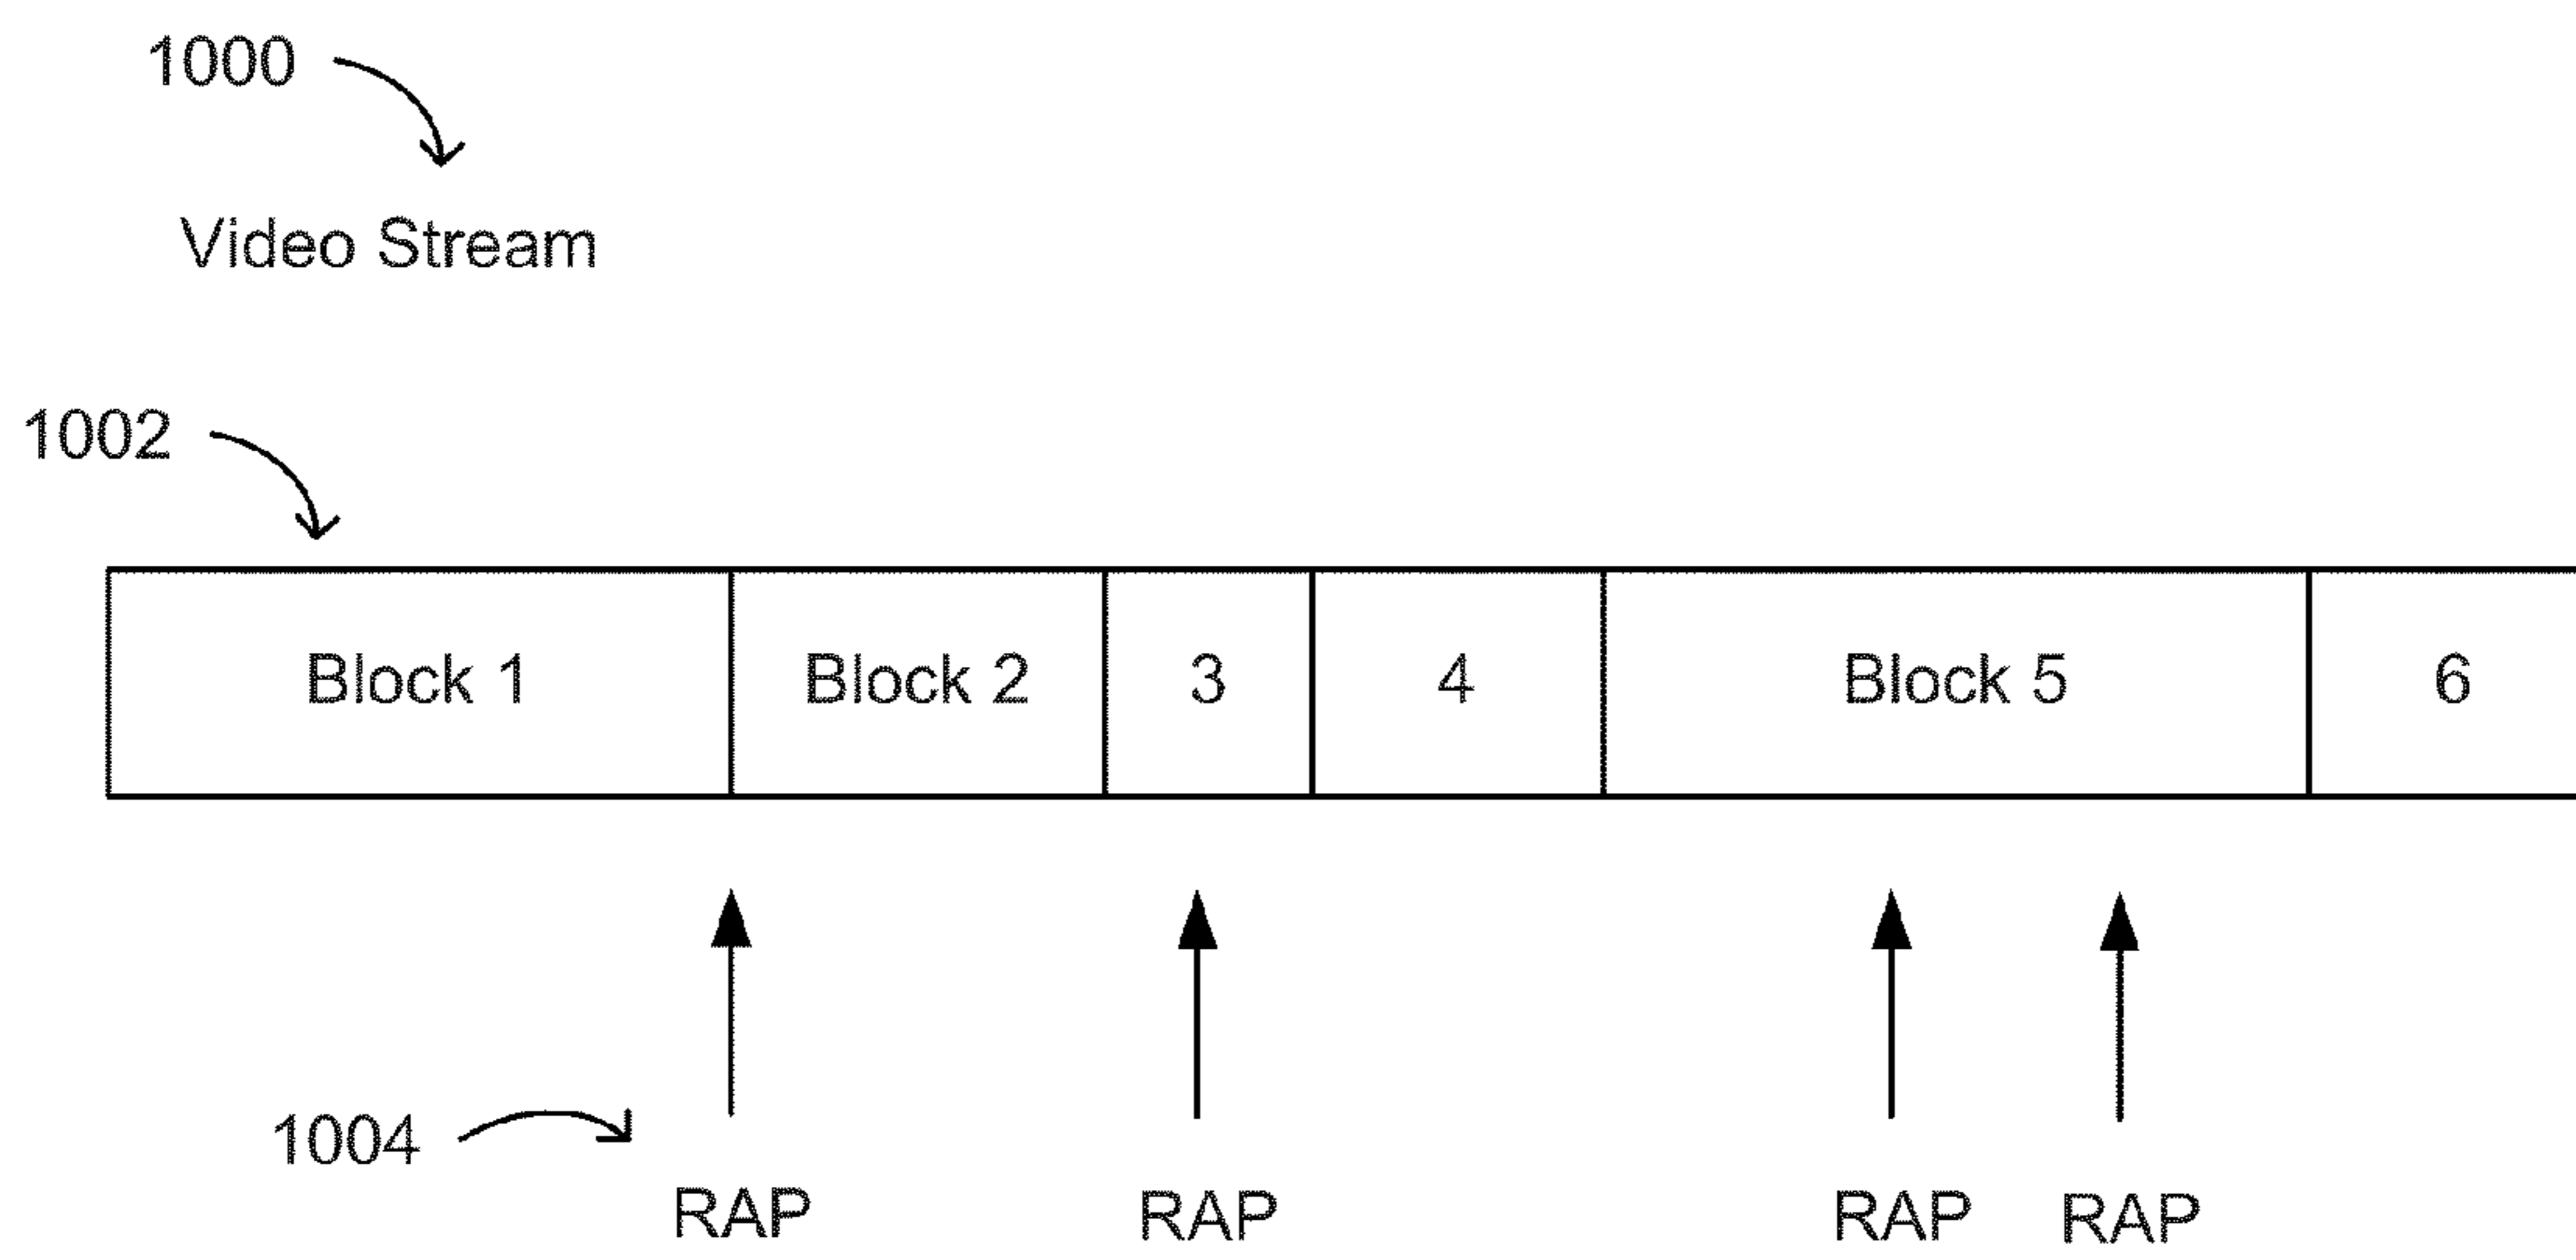 1000
Video Stream
1002
Block 1 Block 2 3 4 Block 5 6
1004
RAP RAP RAP RAP